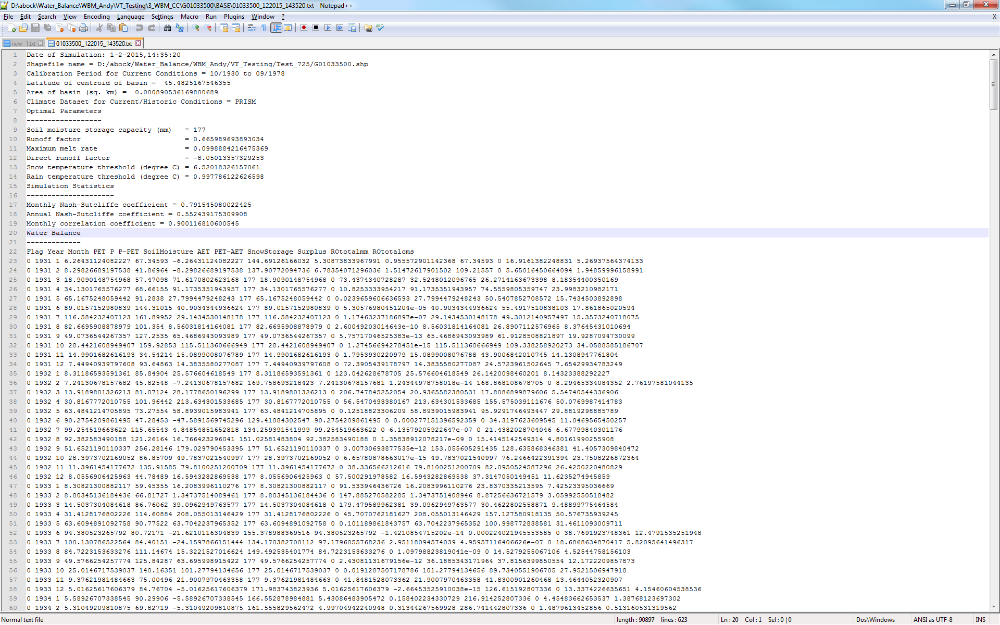 D:\abock\Water_Balance\WBM_Andy\VT_Testing\3_WBM_CC\G01033500\BASE\01033500_122015_143520.txt - Notepad++
File Edit Search View Encoding Language Settings Macro Run Plugins Window ? X
new 1.txt 01033500_122015_143520.txt
1 Date of Simulation: 1-2-2015,14:35:20
2 Shapefile name = D:/abock/Water_Balance/WBM_Andy/VT_Testing/Test_725/G01033500.shp
3 Calibration Period for Current Conditions = 10/1930 to 09/1978
4 Latitude of centroid of basin = 45.4825167546355
5 Area of basin (sq. km) = 0.000890536169800689
6 Climate Dataset for Current/Historic Conditions = PRISM
7 Optimal Parameters
8 ------------------
9 Soil moisture storage capacity (mm) = 177
10 Runoff factor = 0.665989693893034
11 Maximum melt rate = 0.0998884216475369
12 Direct runoff factor = -8.05013357329253
13 Snow temperature threshold (degree C) = 6.52018326157061
14 Rain temperature threshold (degree C) = 0.997786122626598
15 Simulation Statistics
16 ---------------------
17 Monthly Nash-Sutcliffe coefficient = 0.791545080022425
18 Annual Nash-Sutcliffe coefficient = 0.552439175309908
19 Monthly correlation coefficient = 0.900116810600545
20 Water Balance
21 -------------
22 Flag Year Month PET P P-PET SoilMoisture AET PET-AET SnowStorage Surplus ROtotalmm ROtotalcms
23 0 1931 1 6.26431124082227 67.34593 -6.26431124082227 144.69126166032 5.30873833967991 0.955572901142368 67.34593 0 16.9161382248831 5.26937564374133
24 0 1931 2 8.29826689197538 41.86964 -8.29826689197538 137.90772094736 6.78354071296036 1.51472617901502 109.21557 0 5.65016450664094 1.94859996158991
25 0 1931 3 18.9090148754968 57.47098 71.6170802623168 177 18.9090148754968 0 73.4374340728287 32.5248012096765 26.2714163673398 8.18354400350169
26 0 1931 4 34.1301765576277 68.66155 91.1735351943957 177 34.1301765576277 0 10.8253333954217 91.1735351943957 74.5559805359747 23.9983210982171
27 0 1931 5 65.1675248059442 91.2838 27.7994479248243 177 65.1675248059442 0 0.0239659606636593 27.7994479248243 50.5407852708572 15.7434503892898
28 0 1931 6 89.0157152980839 144.31015 40.9034344936624 177 89.0157152980839 0 5.30576980451204e-05 40.9034344936624 55.4917510838103 17.861865020594
29 0 1931 7 116.584232407123 161.89952 29.1434530148178 177 116.584232407123 0 1.17463237186897e-07 29.1434530148178 49.3012140957497 15.3573240718075
30 0 1931 8 82.6695908878979 101.354 8.56031814164081 177 82.6695908878979 0 2.60049203014643e-10 8.56031814164081 26.8907112576965 8.37645431010694
31 0 1931 9 49.0736544267357 127.2535 65.4686943093989 177 49.0736544267357 0 5.75717046525383e-13 65.4686943093989 61.9128508821897 19.9287094730099
32 0 1931 10 28.4421608949407 159.92853 115.511360666949 177 28.4421608949407 0 1.27456694278451e-15 115.511360666949 109.338258920273 34.0588585186707
33 0 1931 11 14.9901682616193 34.54214 15.0899008076789 177 14.9901682616193 0 1.7953930220979 15.0899008076788 43.9006842010745 14.1308947761804
34 0 1931 12 7.44940939797608 93.64863 14.3835580277087 177 7.44940939797608 0 72.3905439178797 14.3835580277087 24.5723961502645 7.65429934783249
35 0 1932 1 8.31186593591361 85.84904 25.576604618549 177 8.31186593591361 0 123.042628678705 25.576604618549 26.1420098460201 8.14323388292227
36 0 1932 2 7.24130678157682 45.82548 -7.24130678157682 169.758693218423 7.24130678157681 1.24344978758018e-14 168.868108678705 0 8.29465334084352 2.76197581044135
37 0 1932 3 13.9189801326213 81.07124 28.1778650196299 177 13.9189801326213 0 206.747845252054 20.9365582380531 17.8086899879606 5.54740544336906
38 0 1932 4 30.8167772010755 101.96442 213.634301533685 177 30.8167772010755 0 56.5470493380167 213.634301533685 155.575039111676 50.0769987414783
39 0 1932 5 63.4841214705895 73.27554 58.8939015983941 177 63.4841214705895 0 0.12518823306209 58.8939015983941 95.9291746493447 29.8819298885789
40 0 1932 6 90.2754209861495 47.28453 -47.5891569745296 129.41084302547 90.2754209861495 0 0.000277151396592359 0 34.3197623609545 11.0469565450257
41 0 1932 7 99.254519663622 115.65543 4.84854851652818 134.259391541999 99.254519663622 0 6.13579205922647e-07 0 21.4382028704046 6.67799840301176
42 0 1932 8 92.382583490188 121.26164 16.766423296041 151.02581483804 92.382583490188 0 1.35838912078217e-09 0 15.4145142549314 4.80161990255908
43 0 1932 9 51.6521190110337 256.28146 179.029790453395 177 51.6521190110337 0 3.00730693877535e-12 153.055605291435 128.635868346381 41.4057309840472
44 0 1932 10 28.3973702169052 86.85709 49.7837021540997 177 28.3973702169052 0 6.65780878663017e-15 49.7837021540997 76.2466422391394 23.7508226872364
45 0 1932 11 11.3961454177672 135.91585 79.8100251200709 177 11.3961454177672 0 38.336566212616 79.8100251200709 82.0950524587296 26.4250220480829
46 0 1932 12 8.0556906425963 44.78489 16.5943282869538 177 8.0556906425963 0 57.500291978582 16.5943282869538 37.3147050149451 11.6235274945859
47 0 1933 1 8.30821300882117 59.45355 16.2083996110276 177 8.30821300882117 0 91.533946436726 16.2083996110276 23.8370335213595 7.42523395036669
48 0 1933 2 8.80345136184436 66.81727 1.34737514089461 177 8.80345136184436 0 147.885270582285 1.3473751408946 8.87256636721579 3.05992550518482
49 0 1933 3 14.5037304084618 86.76062 39.0962949763577 177 14.5037304084618 0 179.479589962381 39.0962949763577 30.4622802558871 9.48899775464584
50 0 1933 4 31.4128176802226 114.60884 208.055013146429 177 31.4128176802226 0 45.7070762181627 208.055013146429 157.127580918135 50.576735939245
51 0 1933 5 63.6094891092758 90.77522 63.7042237965352 177 63.6094891092758 0 0.101189861843757 63.7042237965352 100.998772838581 31.4611093009711
52 0 1933 6 94.380523265792 80.72171 -21.6210116304839 155.378988369516 94.380523265792 -1.4210854715202e-14 0.000224021945553585 0 38.7691923748361 12.4791535251948
53 0 1933 7 100.130786522564 84.40151 -24.1597866151444 134.170382700112 97.1796055768236 2.95118094574039 4.95957116406626e-07 0 18.6868634870417 5.82095641496317
54 0 1933 8 84.7223153633276 111.14674 15.3221527016624 149.492535401774 84.7223153633276 0 1.09798823819041e-09 0 14.5279255067106 4.52544758156103
55 0 1933 9 49.5766254257774 125.84287 63.695998915422 177 49.5766254257774 0 2.43081131679156e-12 36.1885343171964 37.8156399850554 12.1722209857873
56 0 1933 10 25.0146717539037 140.16351 101.27794134656 177 25.0146717539037 0 0.0191287507178786 101.27794134656 89.7340551906705 27.9521506947918
57 0 1933 11 9.37621981484663 75.00496 21.9007970463358 177 9.37621981484663 0 41.8481528073362 21.9007970463358 41.8300901260468 13.4644052320907
58 0 1933 12 5.01625617606379 84.76704 -5.01625617606379 171.983743823936 5.01625617606379 -2.66453525910038e-15 126.615192807336 0 13.3374226635651 4.15460604538536
59 0 1934 1 5.58926707338545 90.29906 -5.58926707338545 166.552878984881 5.43086483905472 0.158402234330729 216.914252807336 0 4.45483662653537 1.38768123697302
60 0 1934 2 5.31049209810875 69.82719 -5.31049209810875 161.555829562472 4.99704942240948 0.31344267569928 286.741442807336 0 1.4879613452856 0.513160531319562
Normal text file length : 90897 lines : 623 Ln : 20 Col : 1 Sel : 0 | 0 Dos\Windows ANSI as UTF-8 INS